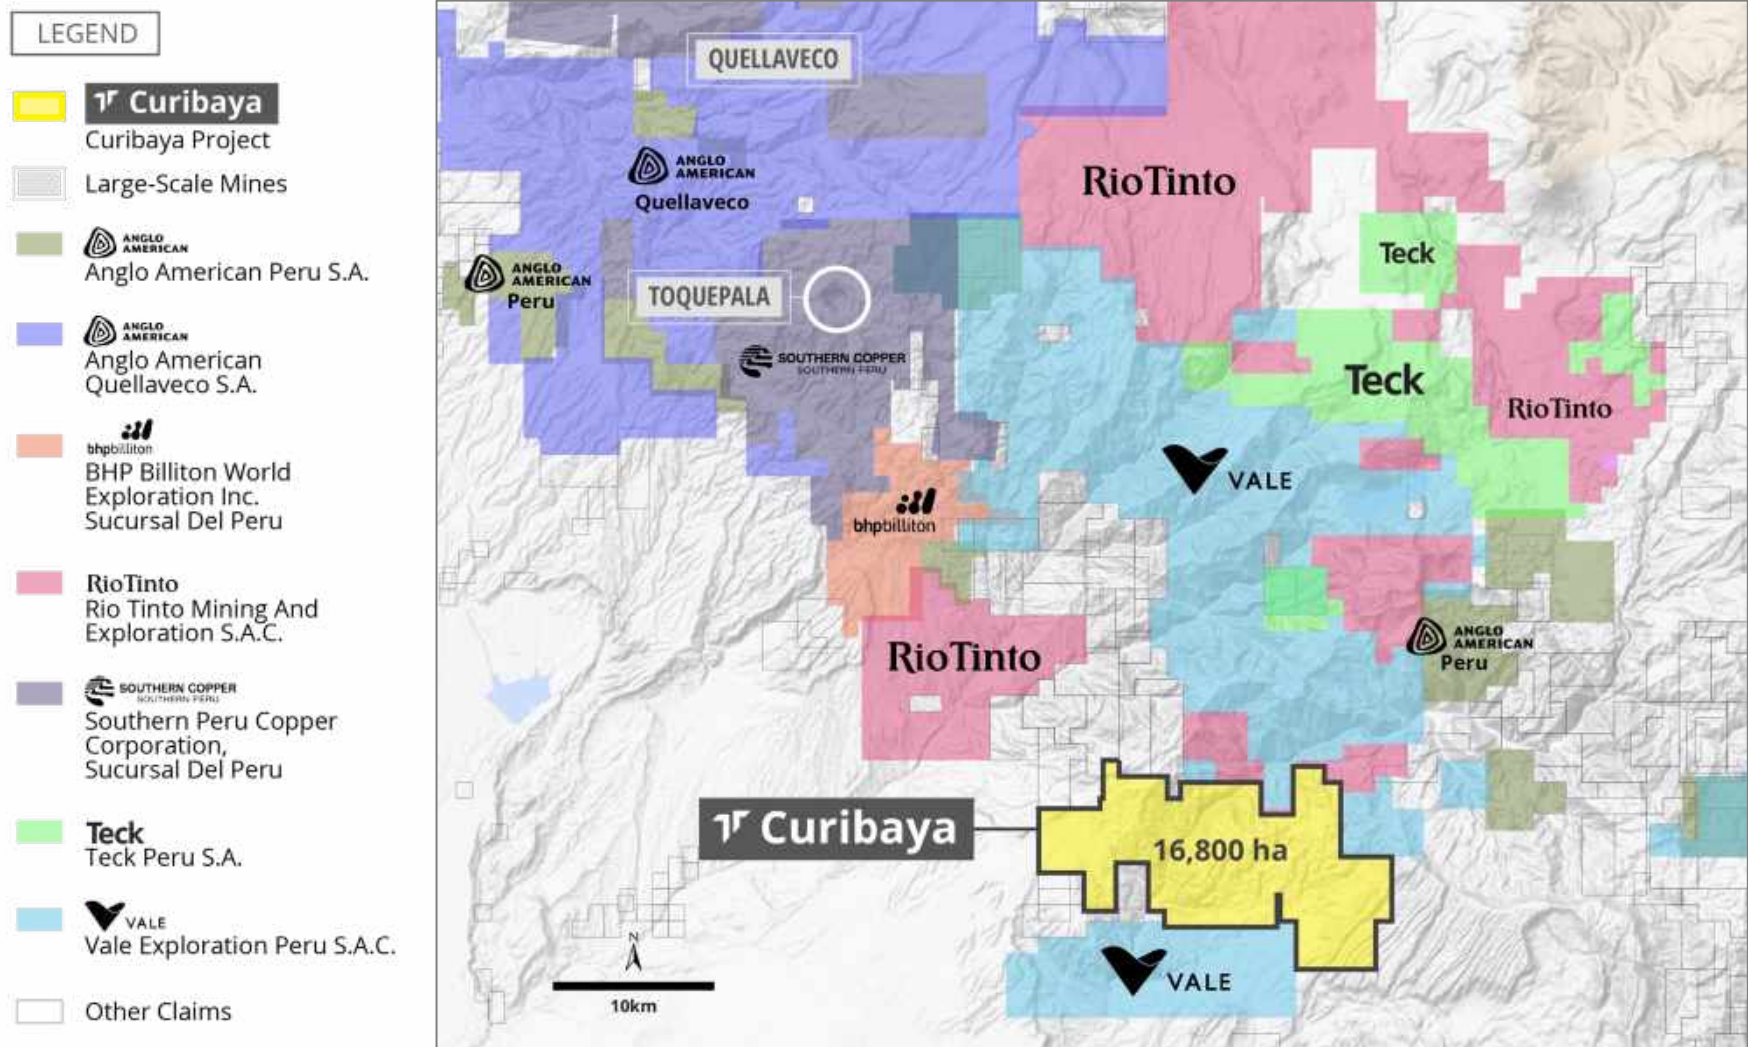 LEGEND
Curibaya
Curibaya Project
Large-Scale Mines
ANGLO
AMERICAN
Anglo American Peru S.A.
ANGLO
AMERICAN
Anglo American
Quellaveco S.A.
bhpbilliton
BHP Billiton World
Exploration Inc.
Sucursal Del Peru
RioTinto
Rio Tinto Mining And
Exploration S.A.C.
SOUTHERN COPPER
SOUTHERN PERU
Southern Peru Copper
Corporation,
Sucursal Del Peru
Teck
Teck Peru S.A.
VALE
Vale Exploration Peru S.A.C.
Other Claims
QUELLAVECO
ANGLO
AMERICAN
Quellaveco
RioTinto
Teck
ANGLO
AMERICAN
Peru
TOQUEPALA
SOUTHERN COPPER
SOUTHERN PERU
Teck
RioTinto
VALE
bhpbilliton
RioTinto
ANGLO
AMERICAN
Peru
Curibaya
16,800 ha
N
10km
VALE